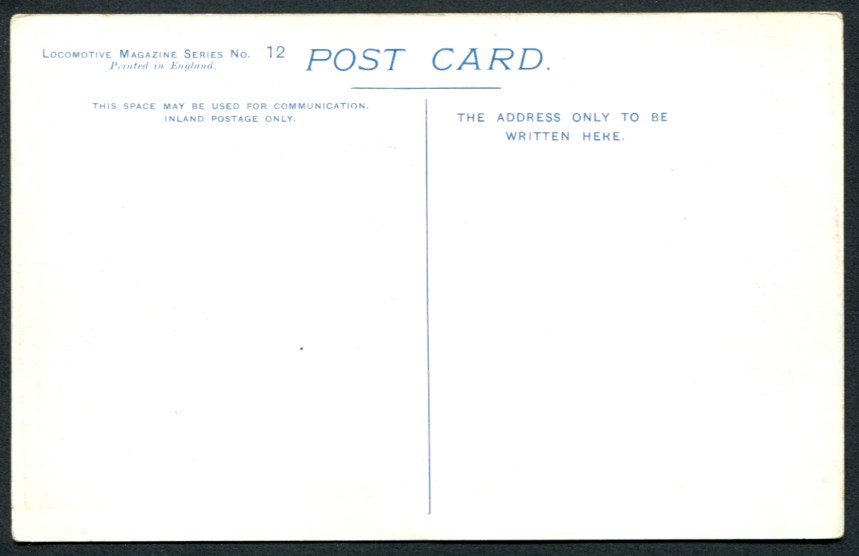 LOCOMOTIVE MAGAZINE SERIES NO. 12
Printed in England.
POST CARD.
THIS SPACE MAY BE USED FOR COMMUNICATION.
INLAND POSTAGE ONLY.
THE ADDRESS ONLY TO BE
WRITTEN HERE.